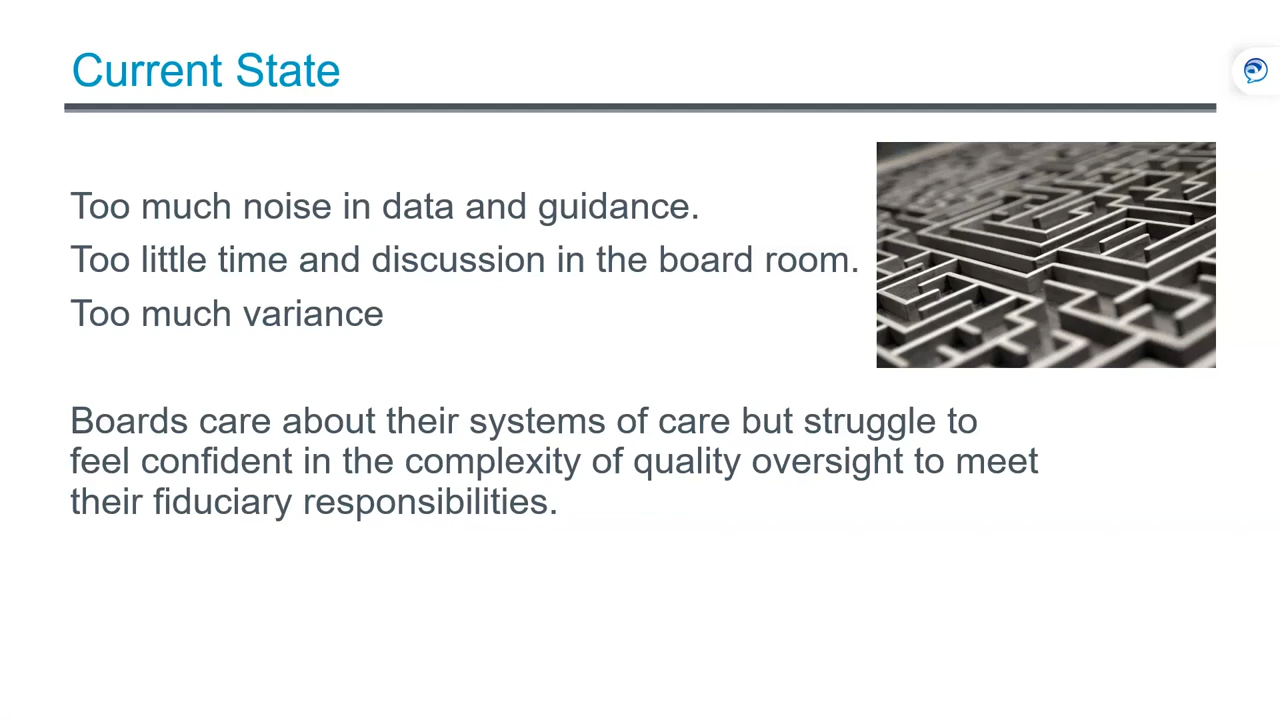 Current State
Too much noise in data and guidance.
Too little time and discussion in the board room.
Too much variance
Boards care about their systems of care but struggle to
feel confident in the complexity of quality oversight to meet
their fiduciary responsibilities.